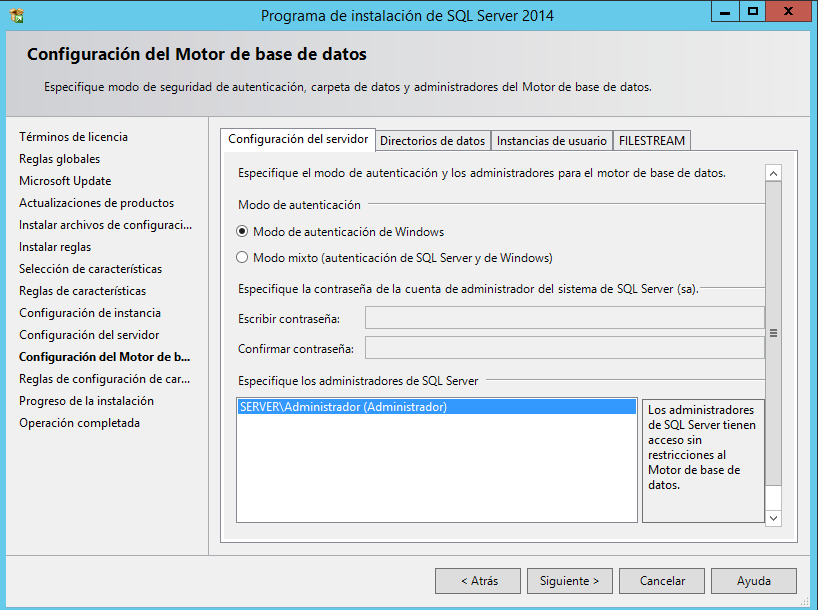 Programa de instalación de SQL Server 2014
Configuración del Motor de base de datos
Especifique modo de seguridad de autenticación, carpeta de datos y administradores del Motor de base de datos.
Términos de licencia
Reglas globales
Microsoft Update
Actualizaciones de productos
Instalar archivos de configuraci...
Instalar reglas
Selección de características
Reglas de características
Configuración de instancia
Configuración del servidor
Configuración del Motor de b...
Reglas de configuración de car...
Progreso de la instalación
Operación completada
Configuración del servidor
Directorios de datos
Instancias de usuario
FILESTREAM
Especifique el modo de autenticación y los administradores para el motor de base de datos.
Modo de autenticación
Modo de autenticación de Windows
Modo mixto (autenticación de SQL Server y de Windows)
Especifique la contraseña de la cuenta de administrador del sistema de SQL Server (sa).
Escribir contraseña:
Confirmar contraseña:
Especifique los administradores de SQL Server
SERVER\Administrador (Administrador)
Los administradores
de SQL Server tienen
acceso sin
restricciones al
Motor de base de
datos.
< Atrás
Siguiente >
Cancelar
Ayuda